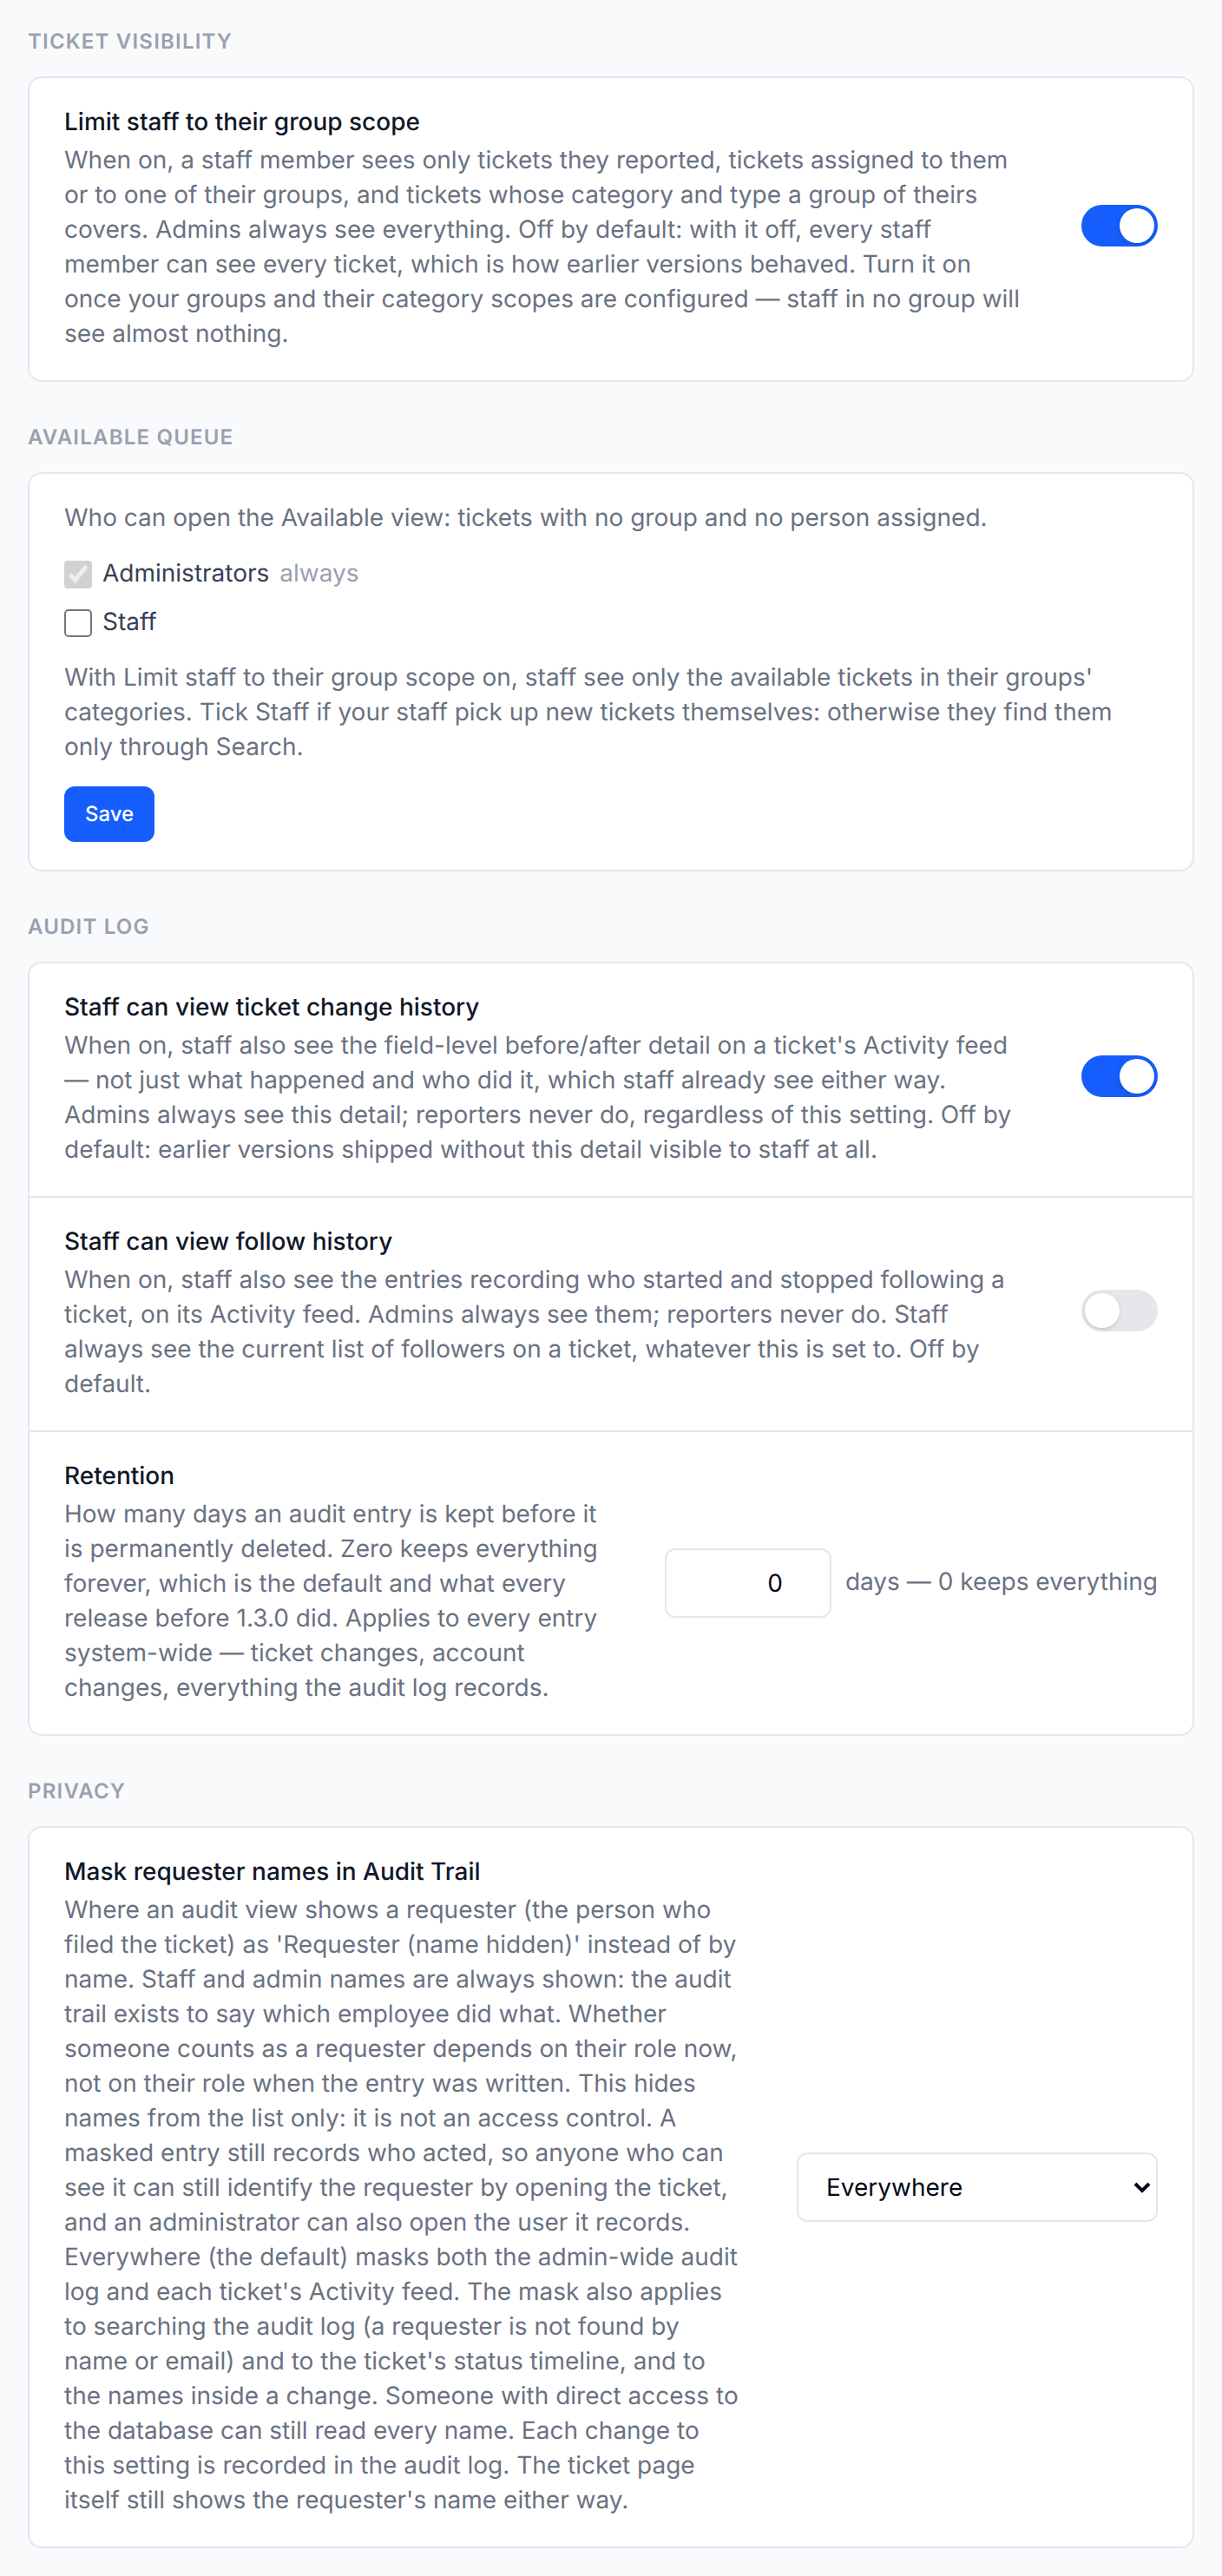 TICKET VISIBILITY
Limit staff to their group scope
When on, a staff member sees only tickets they reported, tickets assigned to them
or to one of their groups, and tickets whose category and type a group of theirs
covers. Admins always see everything. Off by default: with it off, every staff
member can see every ticket, which is how earlier versions behaved. Turn it on
once your groups and their category scopes are configured — staff in no group will
see almost nothing.
AVAILABLE QUEUE
Who can open the Available view: tickets with no group and no person assigned.
Administrators always
Staff
With Limit staff to their group scope on, staff see only the available tickets in their groups'
categories. Tick Staff if your staff pick up new tickets themselves: otherwise they find them
only through Search.
Save
AUDIT LOG
Staff can view ticket change history
When on, staff also see the field-level before/after detail on a ticket's Activity feed
— not just what happened and who did it, which staff already see either way.
Admins always see this detail; reporters never do, regardless of this setting. Off by
default: earlier versions shipped without this detail visible to staff at all.
Staff can view follow history
When on, staff also see the entries recording who started and stopped following a
ticket, on its Activity feed. Admins always see them; reporters never do. Staff
always see the current list of followers on a ticket, whatever this is set to. Off by
default.
Retention
How many days an audit entry is kept before it
is permanently deleted. Zero keeps everything
forever, which is the default and what every
release before 1.3.0 did. Applies to every entry
system-wide — ticket changes, account
changes, everything the audit log records.
0 days — 0 keeps everything
PRIVACY
Mask requester names in Audit Trail
Where an audit view shows a requester (the person who
filed the ticket) as 'Requester (name hidden)' instead of by
name. Staff and admin names are always shown: the audit
trail exists to say which employee did what. Whether
someone counts as a requester depends on their role now,
not on their role when the entry was written. This hides
names from the list only: it is not an access control. A
masked entry still records who acted, so anyone who can
see it can still identify the requester by opening the ticket,
and an administrator can also open the user it records.
Everywhere (the default) masks both the admin-wide audit
log and each ticket's Activity feed. The mask also applies
to searching the audit log (a requester is not found by
name or email) and to the ticket's status timeline, and to
the names inside a change. Someone with direct access to
the database can still read every name. Each change to
this setting is recorded in the audit log. The ticket page
itself still shows the requester's name either way.
Everywhere